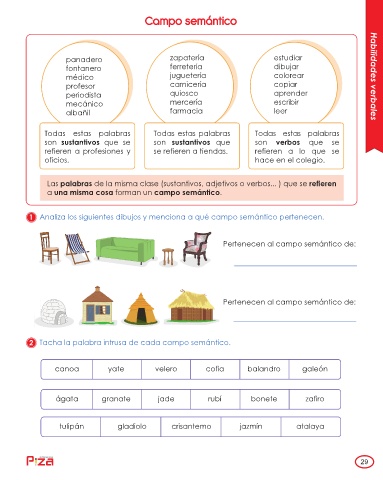 Campo semántico
Habilidades verbales
panadero
fontanero
médico
profesor
periodista
mecánico
albañil
zapatería
ferretería
juguetería
carnicería
quiosco
mercería
farmacia
estudiar
dibujar
colorear
copiar
aprender
escribir
leer
Todas estas palabras
son sustantivos que se
refieren a profesiones y
oficios.
Todas estas palabras
son sustantivos que
se refieren a tiendas.
Todas estas palabras
son verbos que se
refieren a lo que se
hace en el colegio.
Las palabras de la misma clase (sustantivos, adjetivos o verbos... ) que se refieren
a una misma cosa forman un campo semántico.
1 Analiza los siguientes dibujos y menciona a qué campo semántico pertenecen.
Pertenecen al campo semántico de:
Pertenecen al campo semántico de:
2 Tacha la palabra intrusa de cada campo semántico.
canoa yate velero cofia balandro galeón
ágata granate jade rubí bonete zafiro
tulipán gladiolo crisantemo jazmín atalaya
29